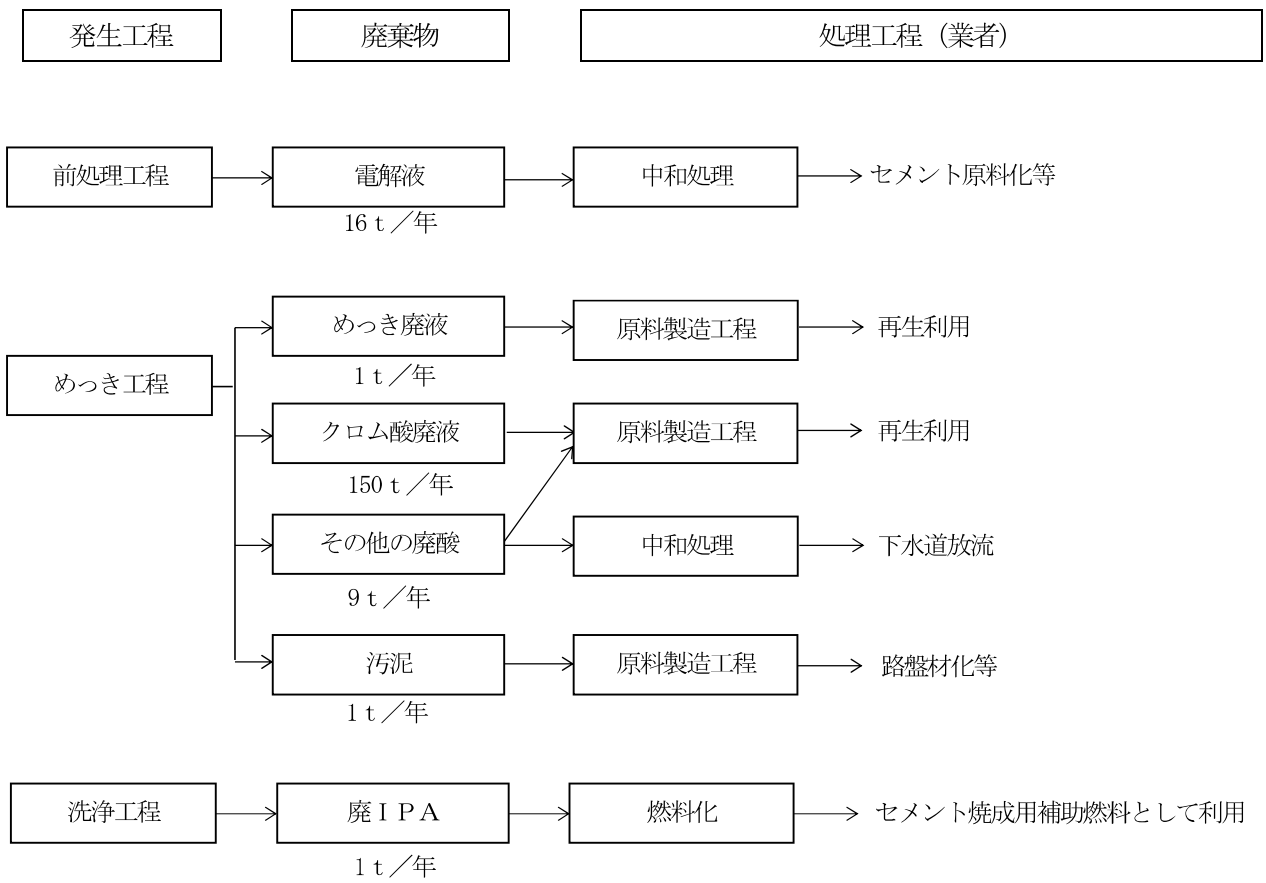 発生工程
廃棄物
処理工程（業者）
前処理工程
電解液
中和処理
セメント原料化等
16ｔ／年
めっき工程
めっき廃液
原料製造工程
再生利用
1ｔ／年
クロム酸廃液
原料製造工程
再生利用
150ｔ／年
その他の廃酸
中和処理
下水道放流
9ｔ／年
汚泥
原料製造工程
路盤材化等
1ｔ／年
洗浄工程
廃ＩＰＡ
燃料化
セメント焼成用補助燃料として利用
1ｔ／年